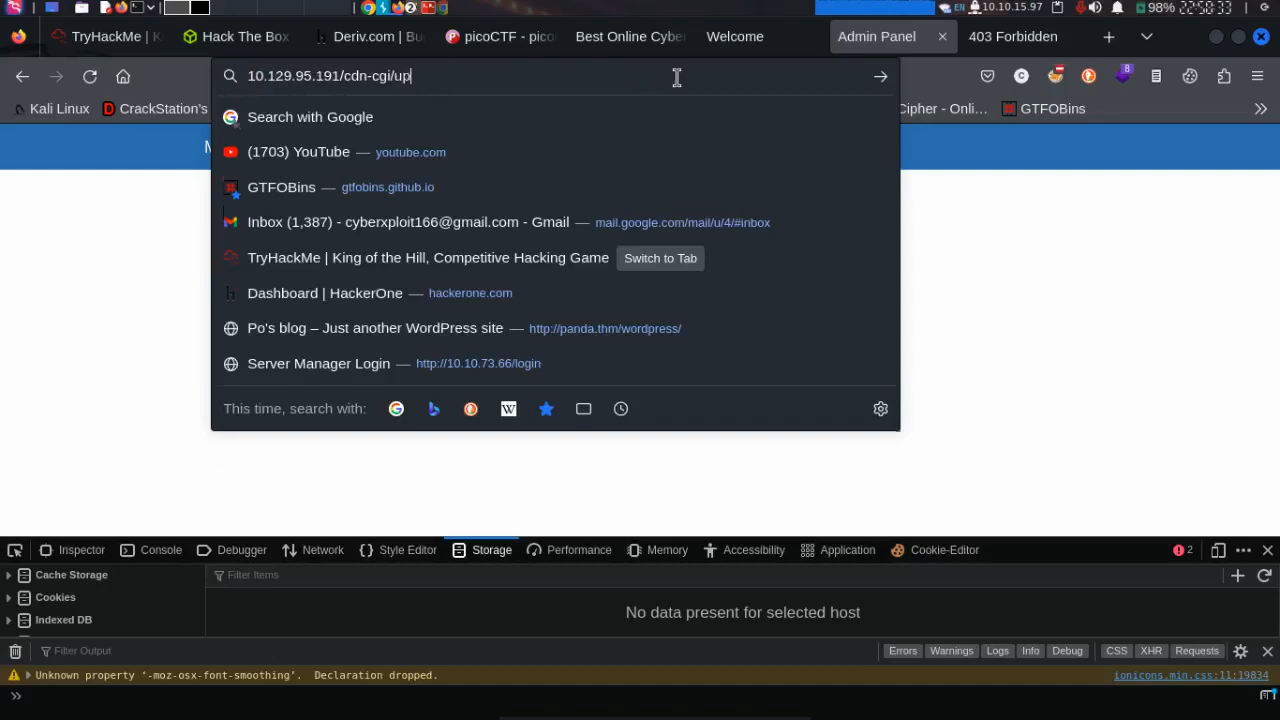 10.10.15.97
98%
22:58:33
TryHackMe | K
Hack The Box
Deriv.com | Bu
picoCTF - pico
Best Online Cybe
Welcome
Admin Panel
403 Forbidden
10.129.95.191/cdn-cgi/up
Kali Linux
CrackStation's
Cipher - Onli…
GTFOBins
M
Search with Google
(1703) YouTube — youtube.com
GTFOBins — gtfobins.github.io
Inbox (1,387) - cyberxploit166@gmail.com - Gmail — mail.google.com/mail/u/4/#inbox
TryHackMe | King of the Hill, Competitive Hacking Game Switch to Tab
Dashboard | HackerOne — hackerone.com
Po's blog – Just another WordPress site — http://panda.thm/wordpress/
Server Manager Login — http://10.10.73.66/login
This time, search with:
Inspector Console Debugger Network Style Editor Storage Performance Memory Accessibility Application Cookie-Editor 2
Cache Storage
Filter Items
Cookies
Indexed DB
No data present for selected host
Filter Output
Errors Warnings Logs Info Debug CSS XHR Requests
Unknown property '-moz-osx-font-smoothing'. Declaration dropped. ionicons.min.css:11:19834